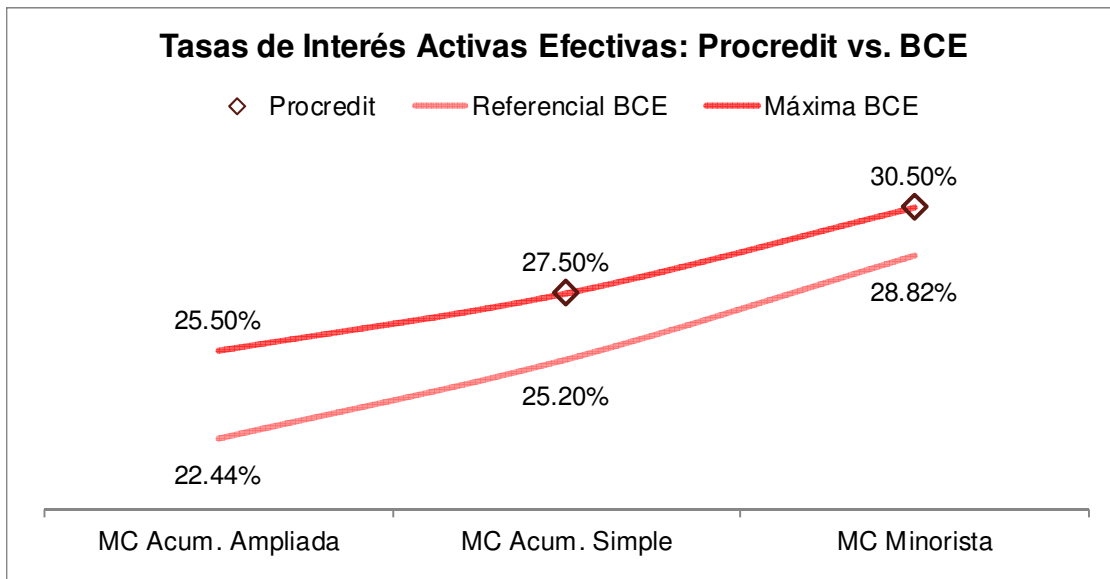 Tasas de Interés Activas Efectivas: Procredit vs. BCE
Procredit Referencial BCE Máxima BCE
30.50%
27.50%
28.82%
25.50%
25.20%
22.44%
MC Acum. Ampliada MC Acum. Simple MC Minorista